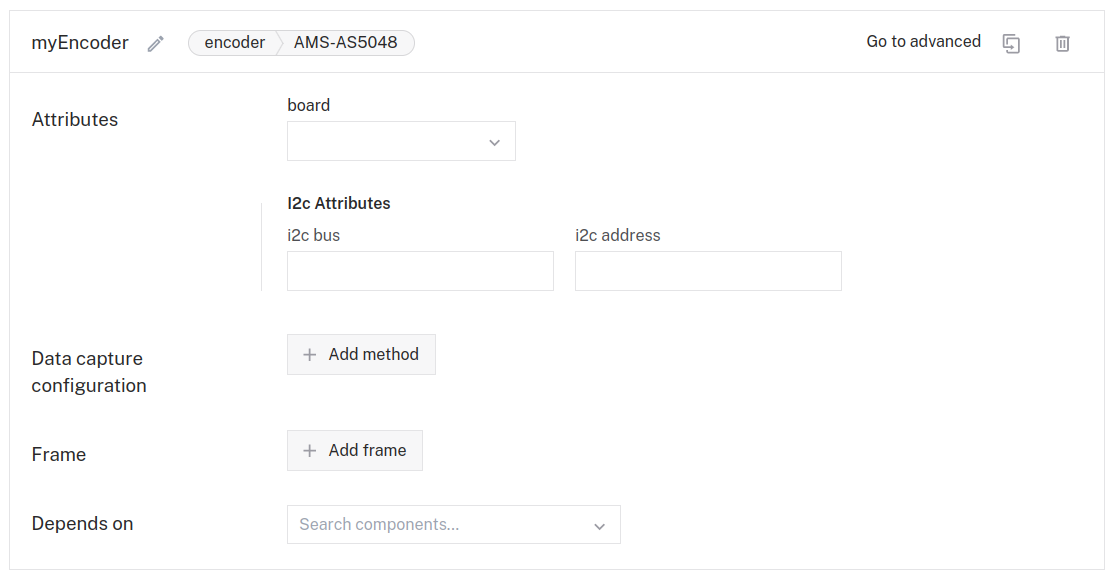 myEncoder encoder AMS-AS5048 Go to advanced
Attributes
board
I2c Attributes
i2c bus i2c address
Data capture
configuration
Add method
Frame
Add frame
Depends on
Search components...